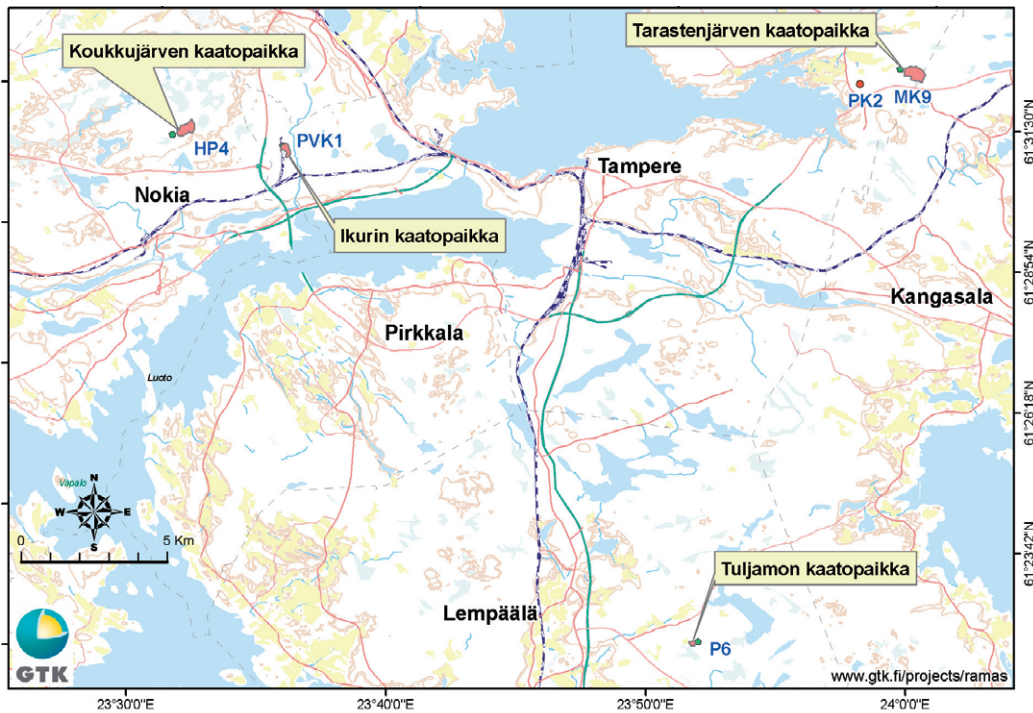 Koukkujärven kaatopaikka
Tarastenjärven kaatopaikka
HP4
PVK1
PK2
MK9
61°31'30"N
Nokia
Tampere
Ikurin kaatopaikka
61°28'54"N
Kangasala
Pirkkala
Luoto
61°26'18"N
Vapalo
N
W
E
S
0
5 Km
61°23'42"N
Tuljamon kaatopaikka
Lempäälä
P6
GTK
www.gtk.fi/projects/ramas
23°30'0"E
23°40'0"E
23°50'0"E
24°0'0"E